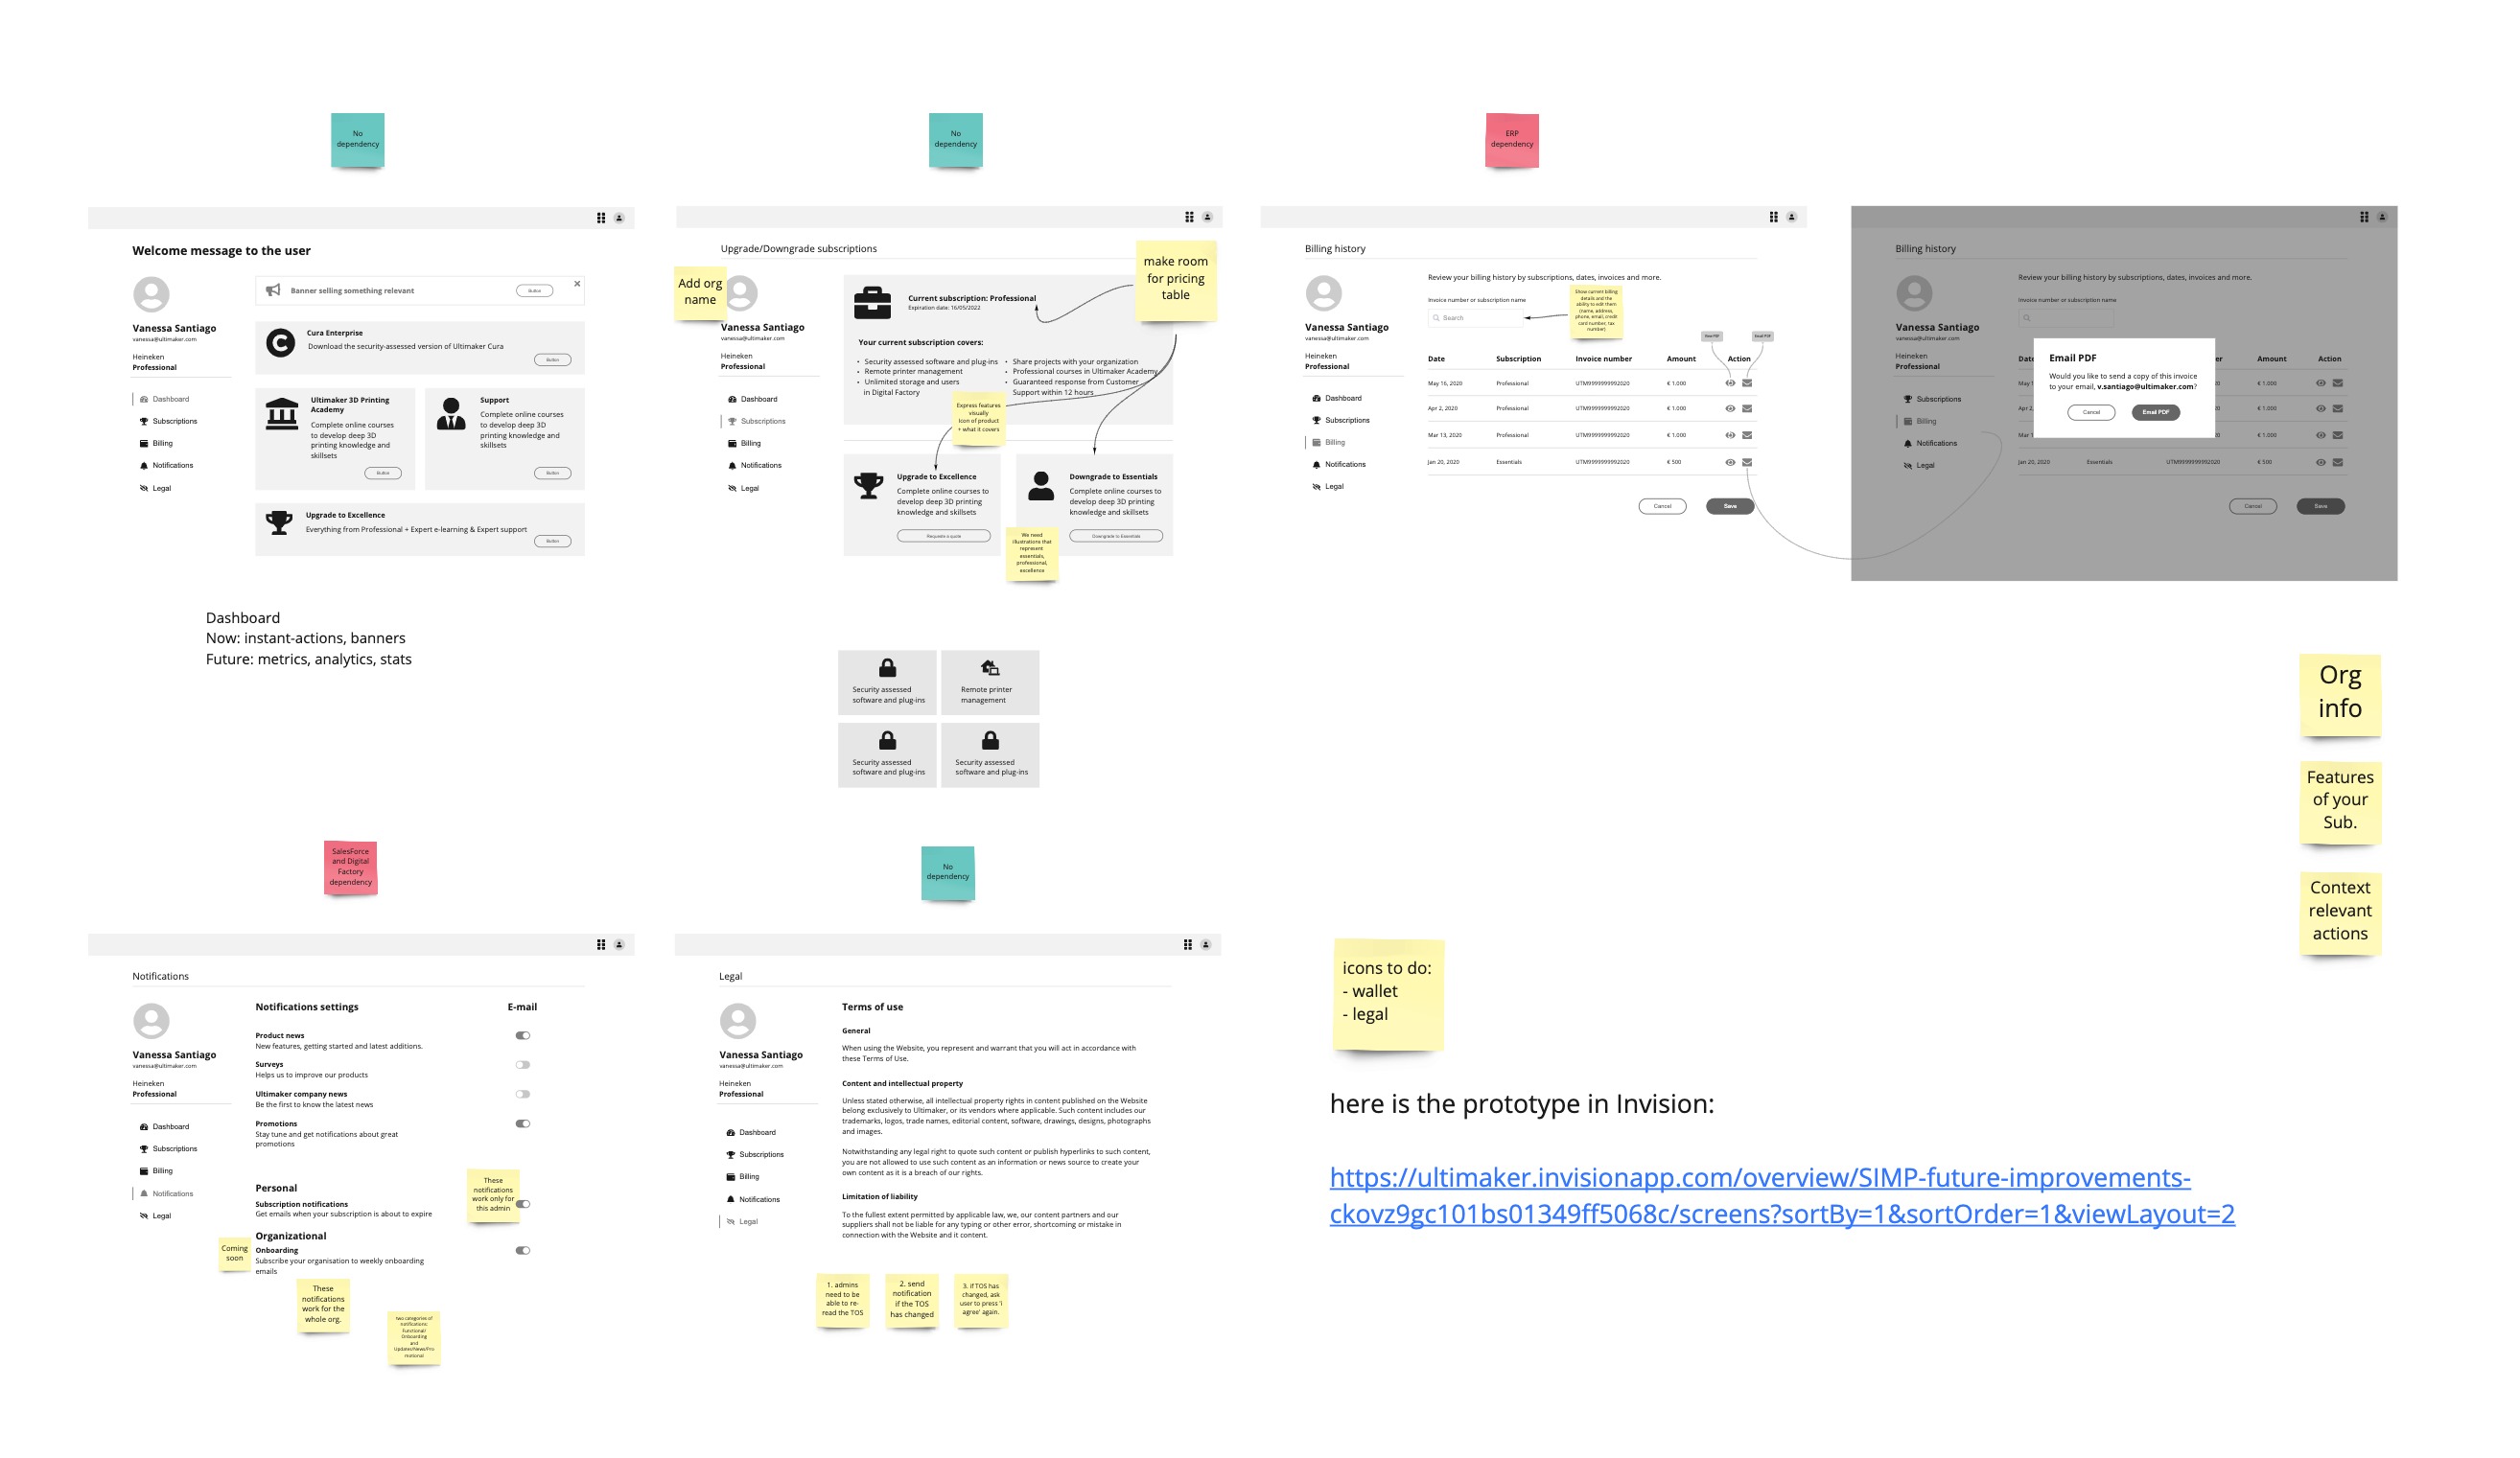 No
dependency
No
dependency
ERP
dependency
Welcome message to the user
Banner selling something relevant
Button
Vanessa Santiago
vanessa@ultimaker.com
Heineken
Professional
Dashboard
Subscriptions
Billing
Notifications
Legal
Cura Enterprise
Download the security-assessed version of Ultimaker Cura
Button
Ultimaker 3D Printing
Academy
Complete online courses
to develop deep 3D
printing knowledge and
skillsets
Button
Support
Complete online courses
to develop deep 3D
printing knowledge and
skillsets
Button
Upgrade to Excellence
Everything from Professional + Expert e-learning & Expert support
Button
Dashboard
Now: instant-actions, banners
Future: metrics, analytics, stats
Upgrade/Downgrade subscriptions
Add org
name
make room
for pricing
table
Vanessa Santiago
vanessa@ultimaker.com
Heineken
Professional
Dashboard
Subscriptions
Billing
Notifications
Legal
Current subscription: Professional
Expiration date: 16/05/2022
Your current subscription covers:
• Security assessed software and plug-ins
• Remote printer management
• Unlimited storage and users
in Digital Factory
• Share projects with your organization
• Professional courses in Ultimaker Academy
• Guaranteed response from Customer
Support within 12 hours
Express features
visually
Icon of product
+ what it covers
Upgrade to Excellence
Complete online courses to
develop deep 3D printing
knowledge and skillsets
Requeste a quote
Downgrade to Essentials
Complete online courses to
develop deep 3D printing
knowledge and skillsets
Downgrade to Essentials
We need
illustrations that
represent
essentials,
professional,
excellence
Security assessed
software and plug-ins
Remote printer
management
Security assessed
software and plug-ins
Security assessed
software and plug-ins
Billing history
Review your billing history by subscriptions, dates, invoices and more.
Invoice number or subscription name
Search
Show current billing
details and the
ability to edit them
(name, address,
phone, email, credit
card number, tax
number)
View PDF
Email PDF
Vanessa Santiago
vanessa@ultimaker.com
Heineken
Professional
Dashboard
Subscriptions
Billing
Notifications
Legal
Date Subscription Invoice number Amount Action
May 16, 2020 Professional UTM9999999992020 € 1.000
Apr 2, 2020 Professional UTM9999999992020 € 1.000
Mar 13, 2020 Professional UTM9999999992020 € 1.000
Jan 20, 2020 Essentials UTM9999999992020 € 500
Cancel
Save
Billing history
Review your billing history by subscriptions, dates, invoices and more.
Invoice number or subscription name
Vanessa Santiago
vanessa@ultimaker.com
Heineken
Professional
Subscriptions
Billing
Notifications
Legal
Email PDF
Would you like to send a copy of this invoice
to your email, v.santiago@ultimaker.com?
Cancel
Email PDF
Amount Action
€ 1.000
€ 1.000
€ 1.000
Jan 20, 2020 Essentials UTM9999999992020 € 500
Cancel
Save
Org
info
Features
of your
Sub.
Context
relevant
actions
SalesForce
and Digital
Factory
dependency
No
dependency
Notifications
Vanessa Santiago
vanessa@ultimaker.com
Heineken
Professional
Dashboard
Subscriptions
Billing
Notifications
Legal
Notifications settings
E-mail
Product news
New features, getting started and latest additions.
Surveys
Helps us to improve our products
Ultimaker company news
Be the first to know the latest news
Promotions
Stay tune and get notifications about great
promotions
Personal
Subscription notifications
Get emails when your subscription is about to expire
These
notifications
work only for
this admin
Organizational
Onboarding
Subscribe your organisation to weekly onboarding
emails
Coming
soon
These
notifications
work for the
whole org.
two categories of
notifications:
Functional/
Onboarding
and
Updates/News/Pro
motional
Legal
Vanessa Santiago
vanessa@ultimaker.com
Heineken
Professional
Dashboard
Subscriptions
Billing
Notifications
Legal
Terms of use
General
When using the Website, you represent and warrant that you will act in accordance with
these Terms of Use.
Content and intellectual property
Unless stated otherwise, all intellectual property rights in content published on the Website
belong exclusively to Ultimaker, or its vendors where applicable. Such content includes our
trademarks, logos, trade names, editorial content, software, drawings, designs, photographs
and images.
Notwithstanding any legal right to quote such content or publish hyperlinks to such content,
you are not allowed to use such content as an information or news source to create your
own content as it is a breach of our rights.
Limitation of liability
To the fullest extent permitted by applicable law, we, our content partners and our
suppliers shall not be liable for any typing or other error, shortcoming or mistake in
connection with the Website and it content.
1. admins
need to be
able to re-
read the TOS
2. send
notification
if the TOS
has changed
3. if TOS has
changed, ask
user to press 'I
agree' again.
icons to do:
- wallet
- legal
here is the prototype in Invision:
https://ultimaker.invisionapp.com/overview/SIMP-future-improvements-
ckovz9gc101bs01349ff5068c/screens?sortBy=1&sortOrder=1&viewLayout=2